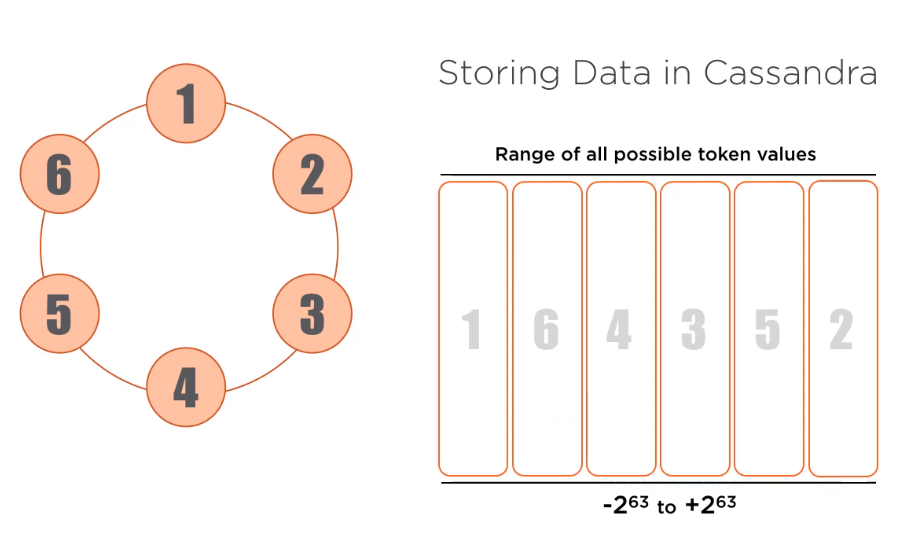 Storing Data in Cassandra
1
6
2
5
3
4
Range of all possible token values
1 6 4 3 5 2
-2⁶³ to +2⁶³